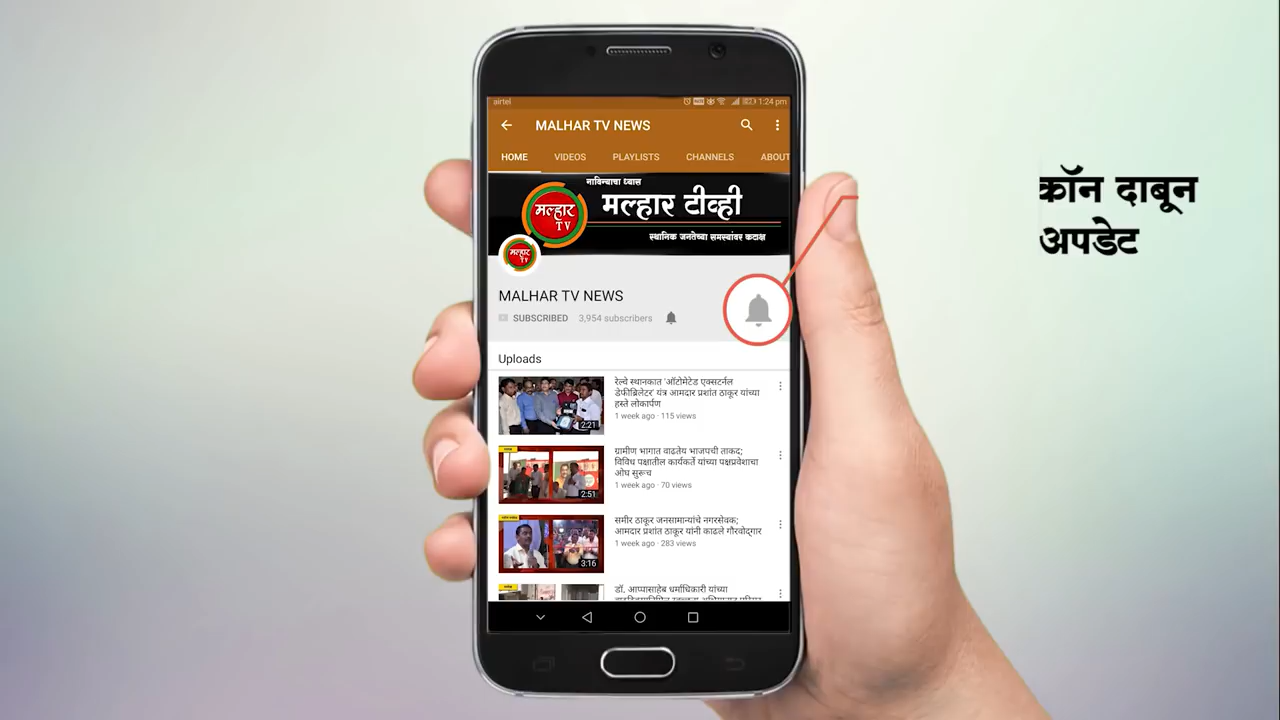 airtel 1:24 pm
MALHAR TV NEWS
HOME VIDEOS PLAYLISTS CHANNELS ABOUT
नाविन्याचा ध्यास
मल्हार टीव्ही
स्थानिक जनतेच्या समस्यांवर कटाक्ष
मल्हार
TV
मल्हार
TV
MALHAR TV NEWS
SUBSCRIBED 3,954 subscribers
Uploads
रेल्वे स्थानकात 'ऑटोमेटेड एक्सटर्नल
डेफीब्रिलेटर' यंत्र आमदार प्रशांत ठाकूर यांच्या
हस्ते लोकार्पण
1 week ago · 115 views
2:21
ग्रामीण भागात वाढतेय भाजपची ताकद;
विविध पक्षातील कार्यकर्ते यांच्या पक्षप्रवेशाचा
ओघ सुरूच
1 week ago · 70 views
2:51
समीर ठाकूर जनसामान्यांचे नगरसेवक;
आमदार प्रशांत ठाकूर यांनी काढले गौरवोद्गार
1 week ago · 283 views
3:16
डॉ. आप्पासाहेब धर्माधिकारी यांच्या
कॉन दाबून
अपडेट